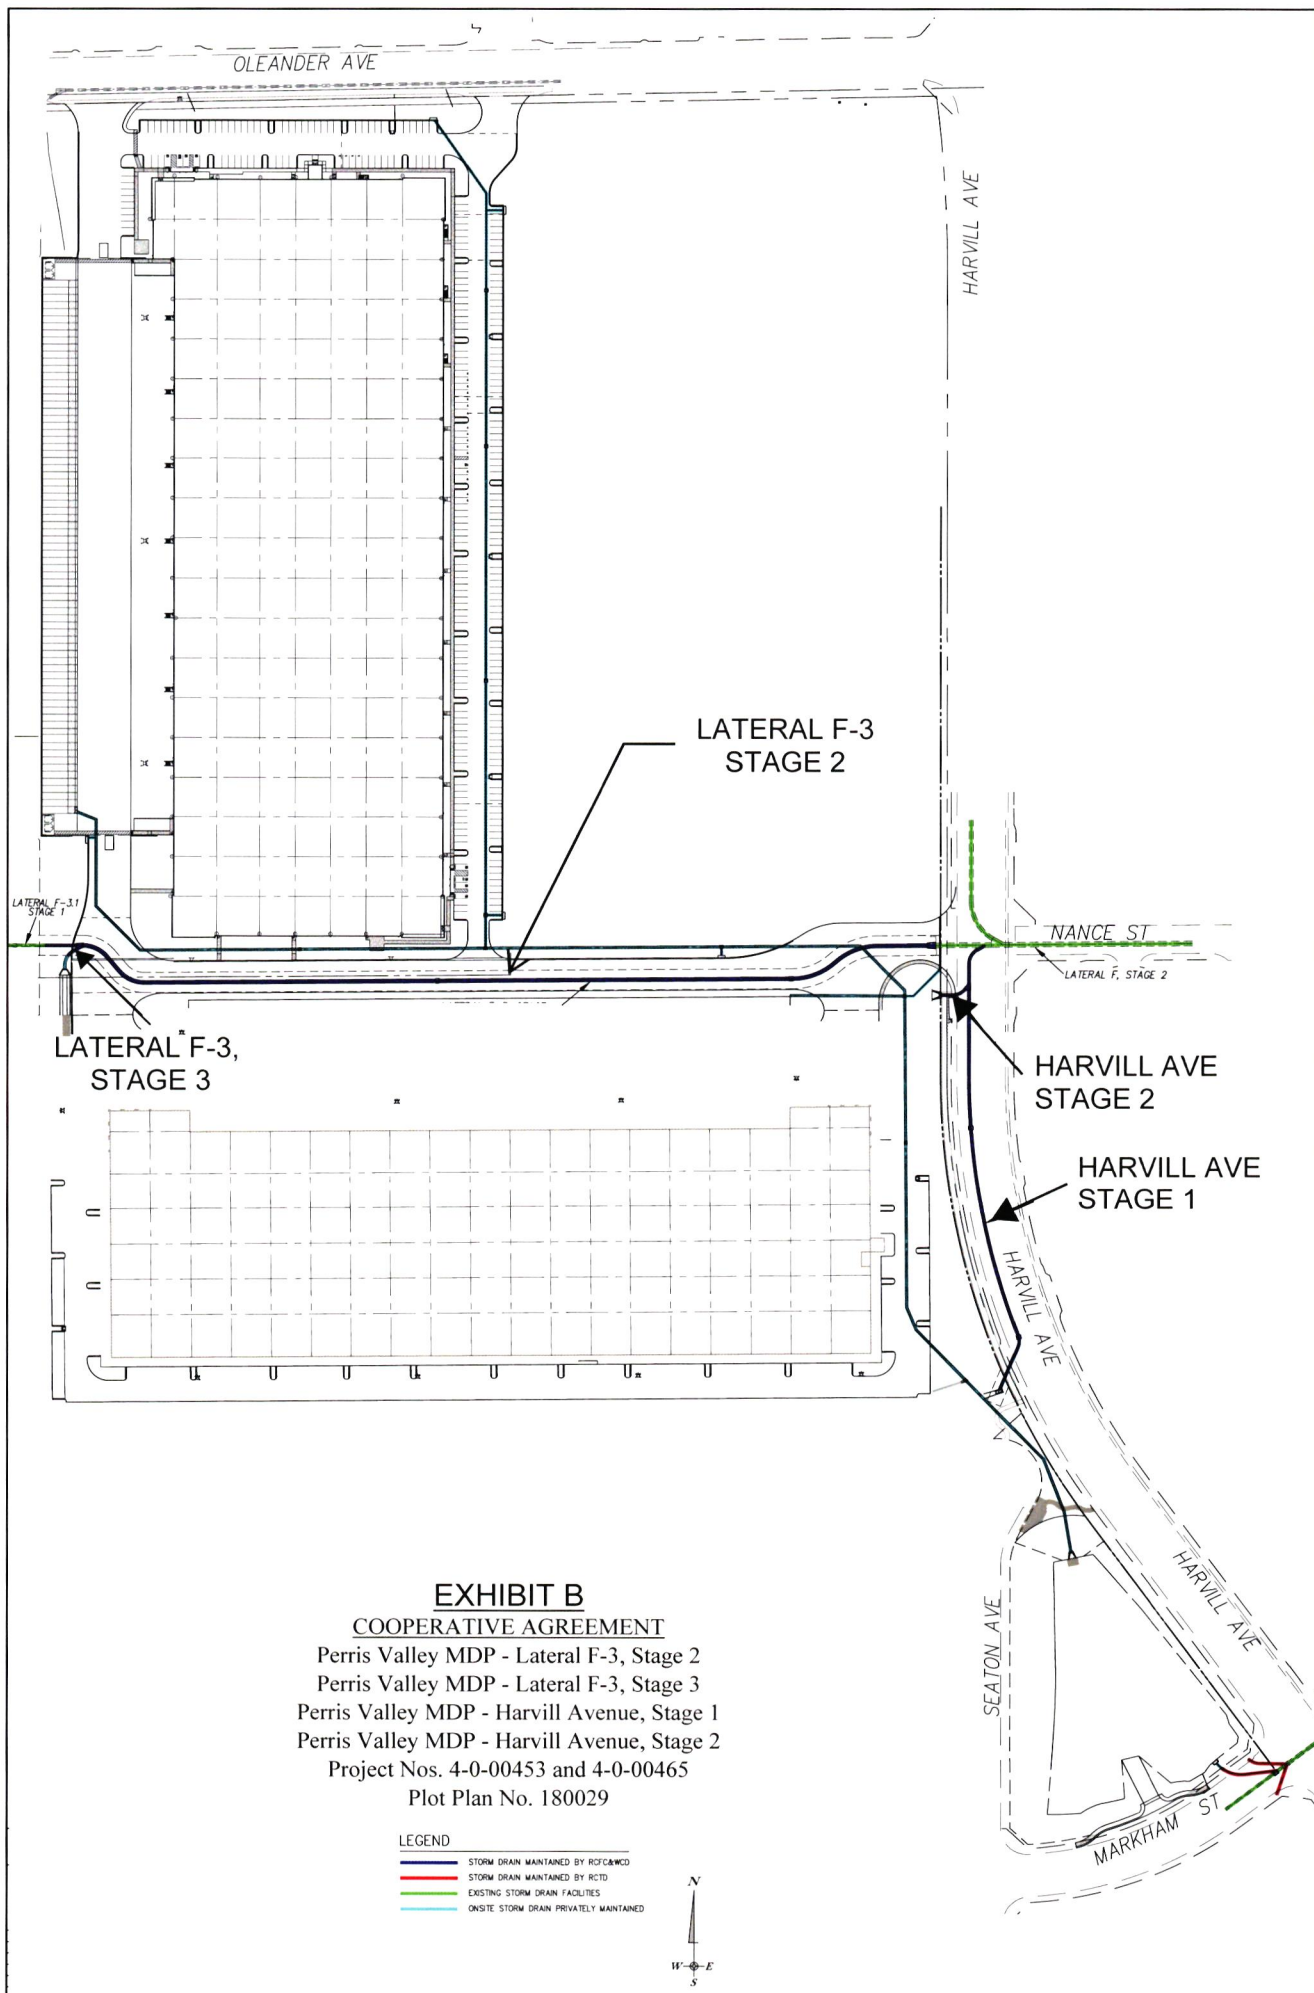 OLEANDER AVE
HARVILL AVE
LATERAL F-3
STAGE 2
LATERAL F-3.1
STAGE 1
NANCE ST
LATERAL F, STAGE 2
LATERAL F-3,
STAGE 3
HARVILL AVE
STAGE 2
HARVILL AVE
STAGE 1
HARVILL AVE
HARVILL AVE
SEATON AVE
MARKHAM ST
EXHIBIT B
COOPERATIVE AGREEMENT
Perris Valley MDP - Lateral F-3, Stage 2
Perris Valley MDP - Lateral F-3, Stage 3
Perris Valley MDP - Harvill Avenue, Stage 1
Perris Valley MDP - Harvill Avenue, Stage 2
Project Nos. 4-0-00453 and 4-0-00465
Plot Plan No. 180029
LEGEND
STORM DRAIN MAINTAINED BY RCFC&WCD
STORM DRAIN MAINTAINED BY RCTD
EXISTING STORM DRAIN FACILITIES
ONSITE STORM DRAIN PRIVATELY MAINTAINED
N
W E
S